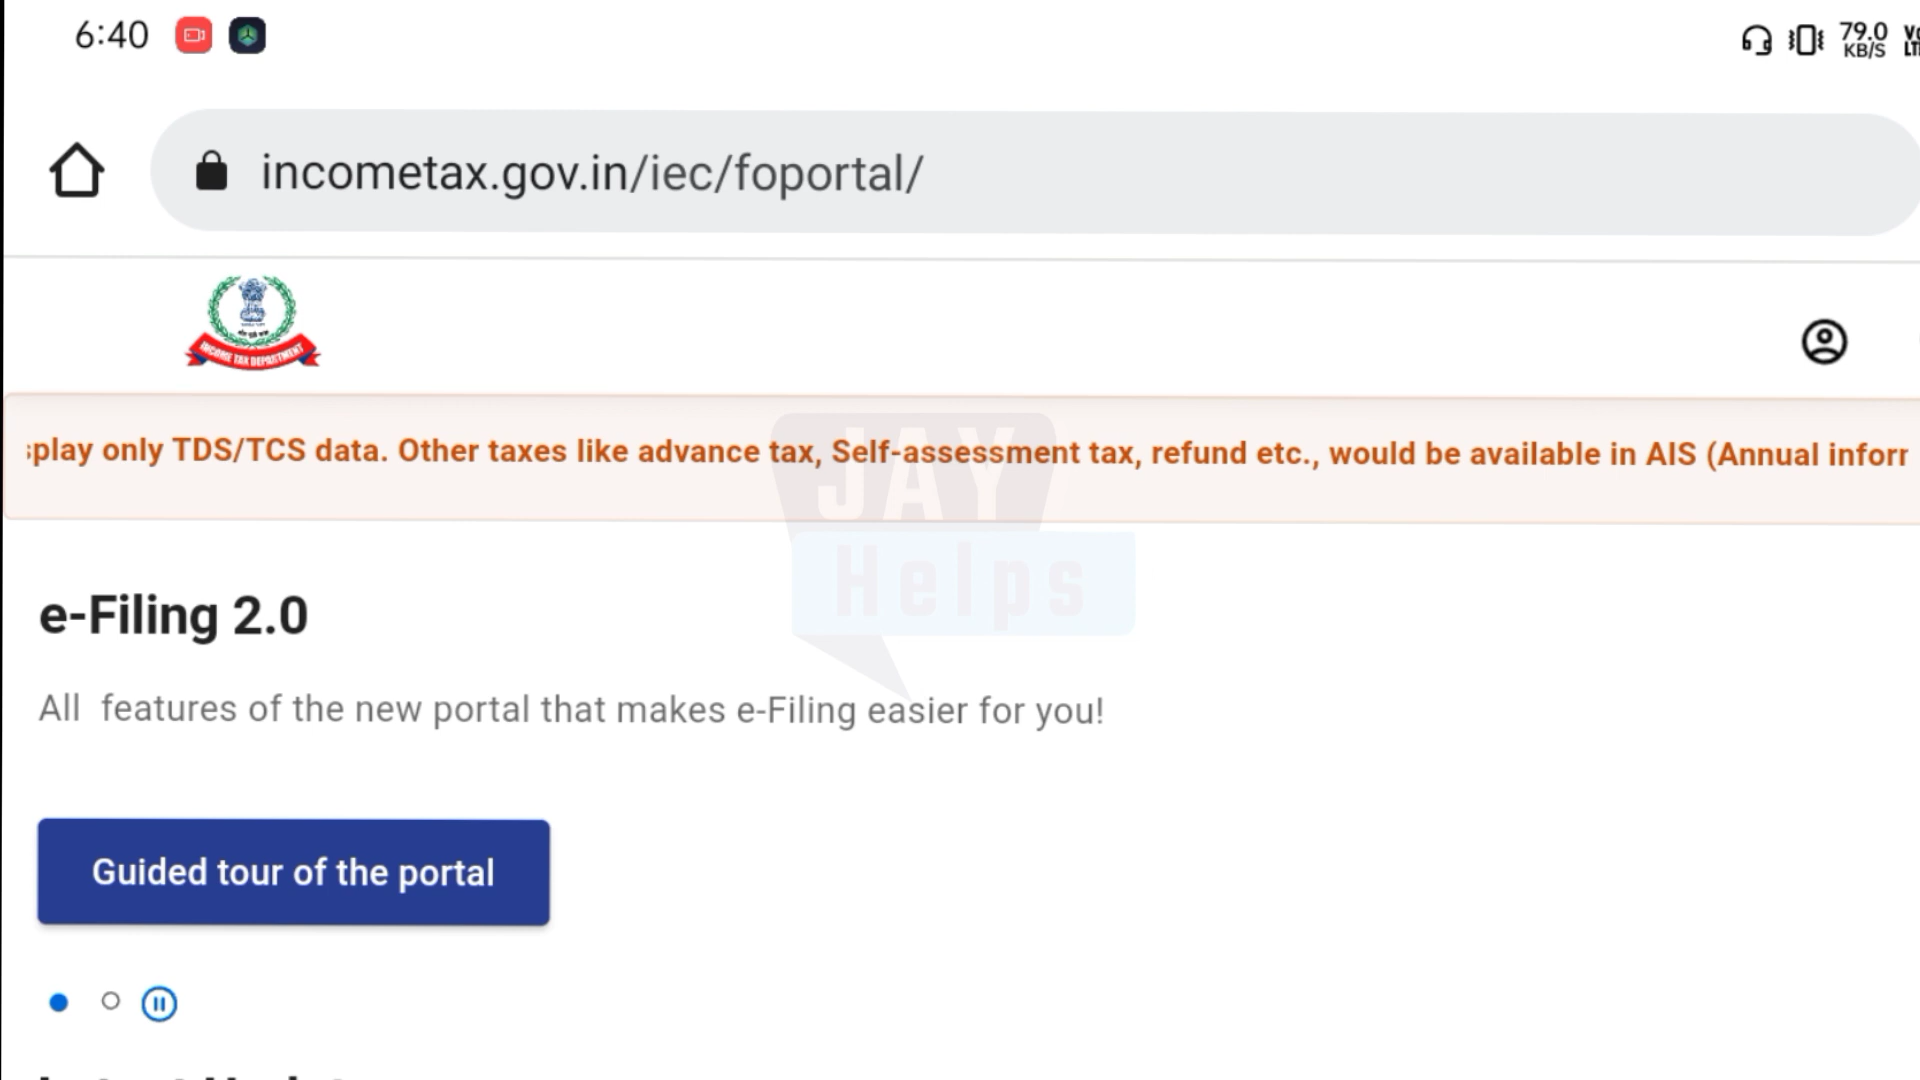 6:40
79.0
KB/S
incometax.gov.in/iec/foportal/
INCOME TAX DEPARTMENT
only TDS/TCS data. Other taxes like advance tax, Self-assessment tax, refund etc., would be available in AIS (Annual
JAY
Helps
e-Filing 2.0
All features of the new portal that makes e-Filing easier for you!
Guided tour of the portal